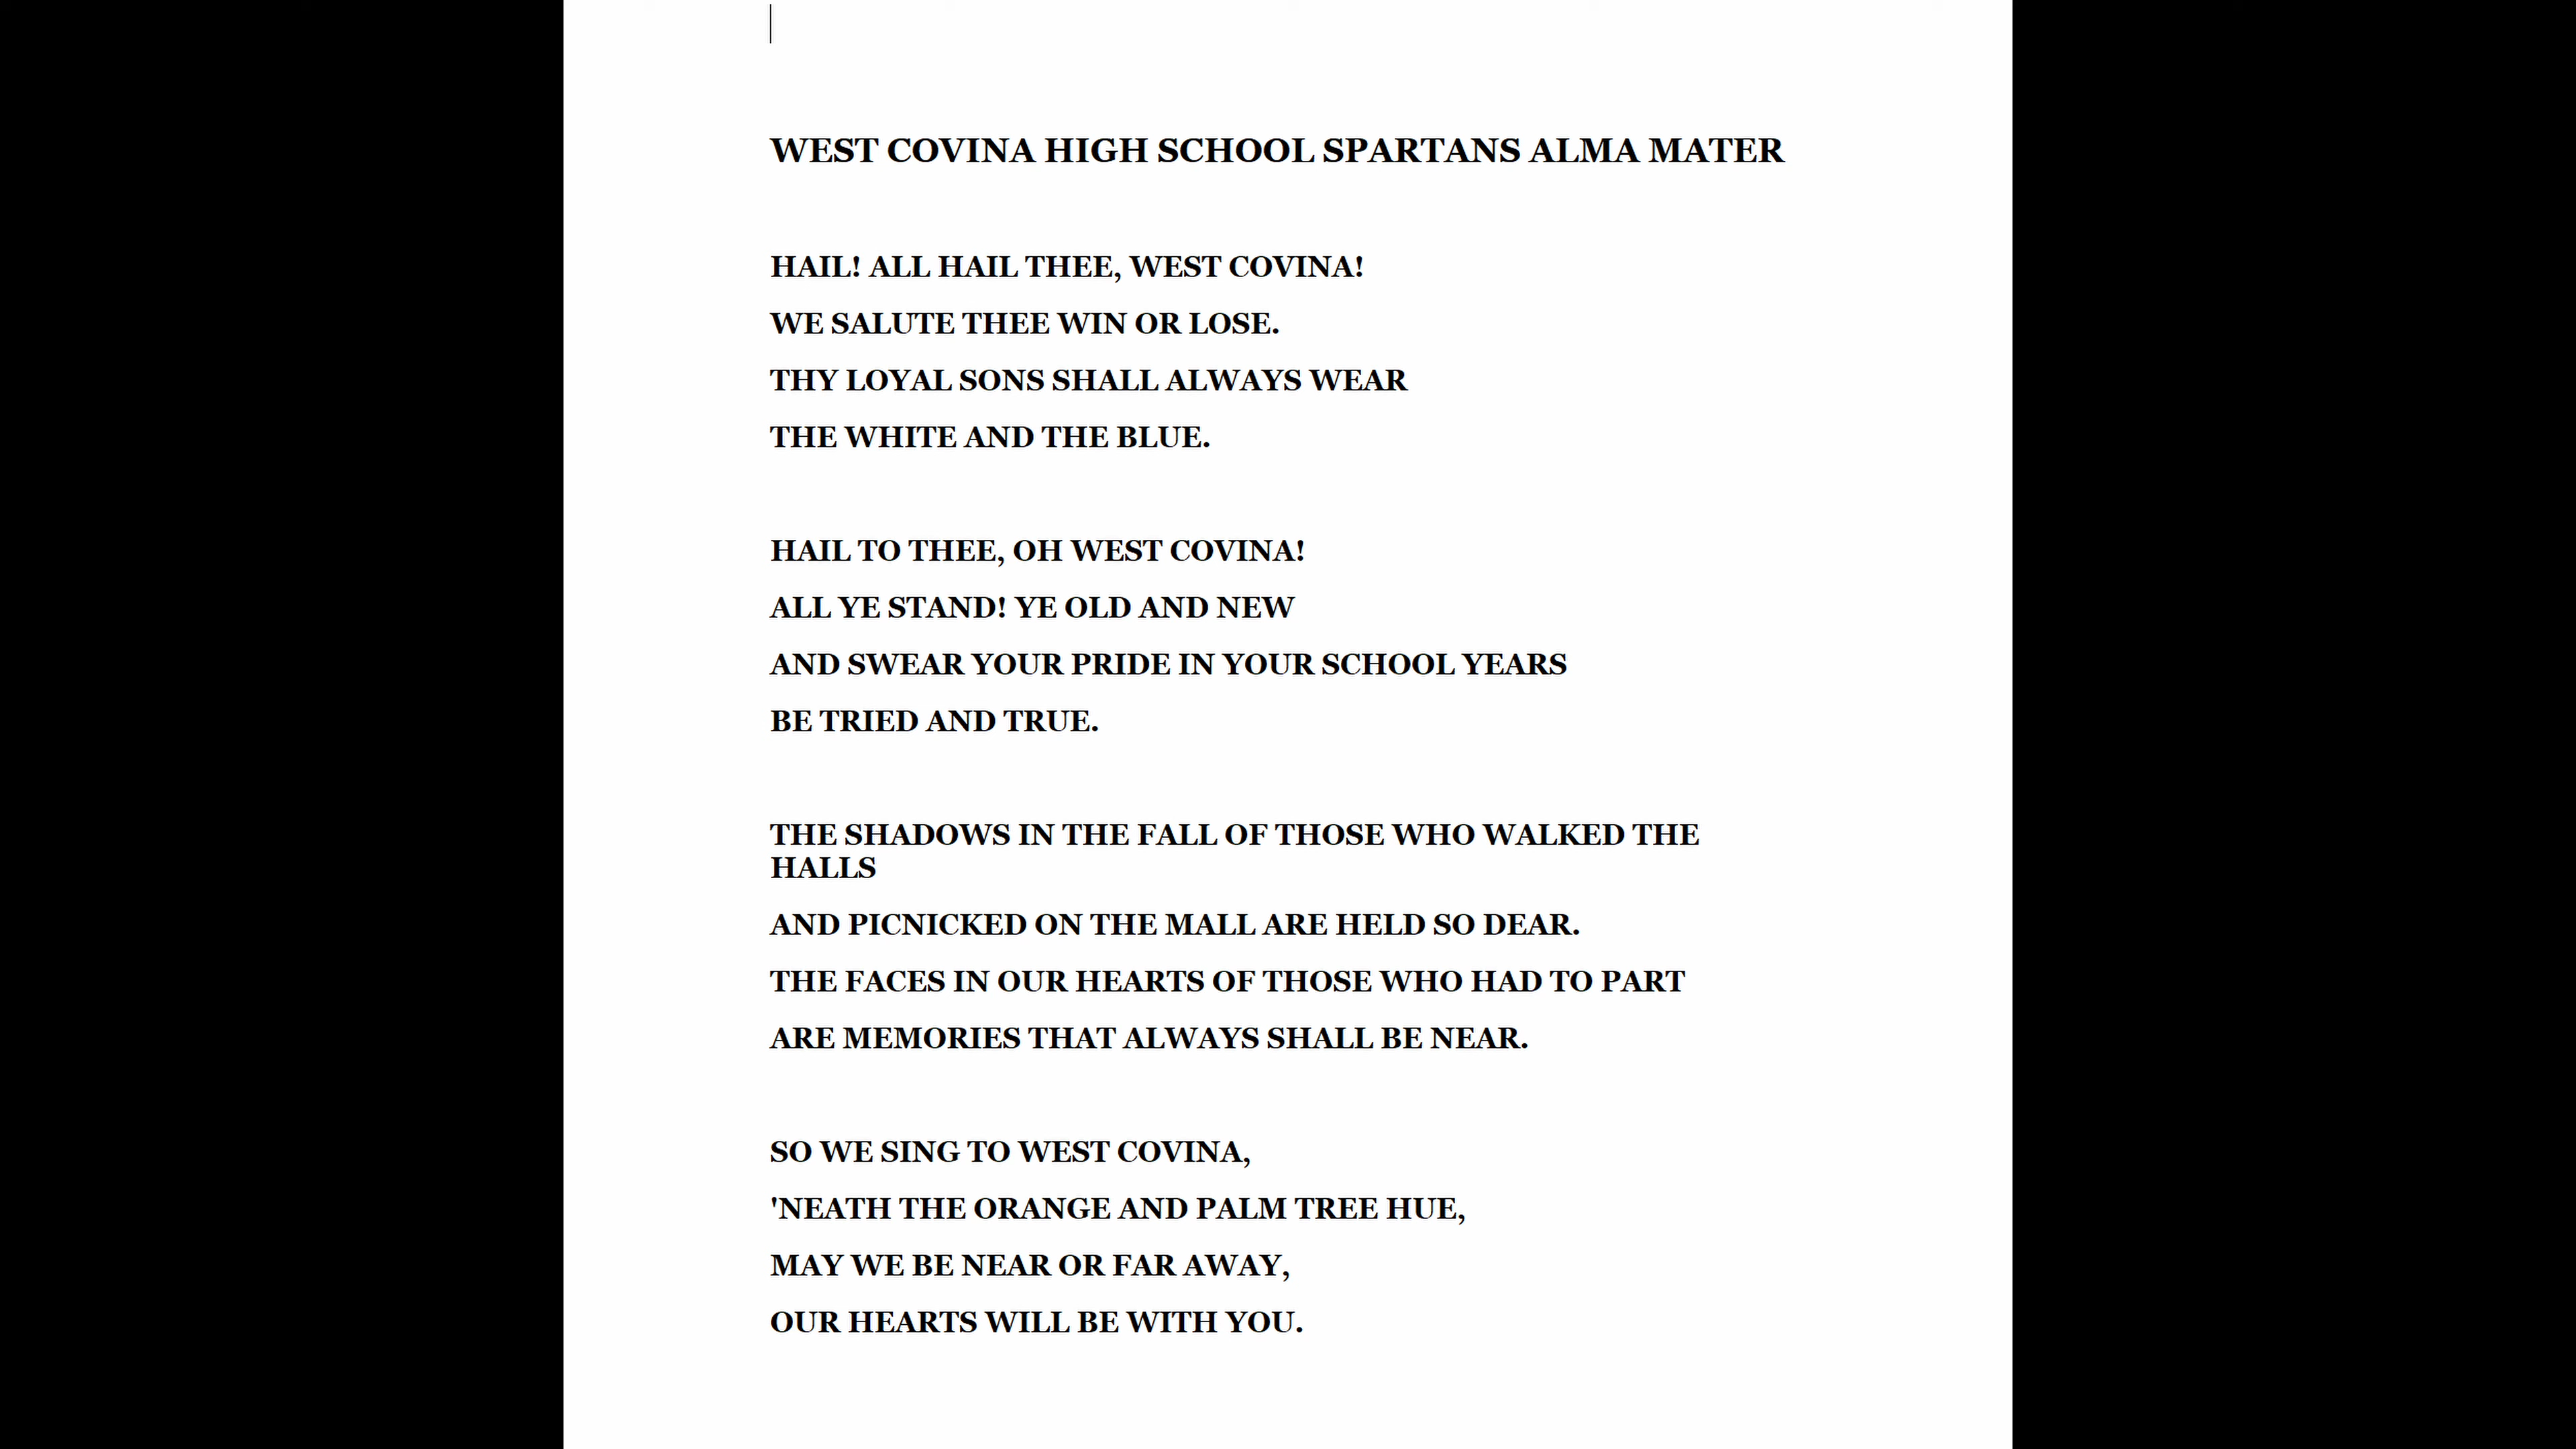 WEST COVINA HIGH SCHOOL SPARTANS ALMA MATER
HAIL! ALL HAIL THEE, WEST COVINA!
WE SALUTE THEE WIN OR LOSE.
THY LOYAL SONS SHALL ALWAYS WEAR
THE WHITE AND THE BLUE.
HAIL TO THEE, OH WEST COVINA!
ALL YE STAND! YE OLD AND NEW
AND SWEAR YOUR PRIDE IN YOUR SCHOOL YEARS
BE TRIED AND TRUE.
THE SHADOWS IN THE FALL OF THOSE WHO WALKED THE
HALLS
AND PICNICKED ON THE MALL ARE HELD SO DEAR.
THE FACES IN OUR HEARTS OF THOSE WHO HAD TO PART
ARE MEMORIES THAT ALWAYS SHALL BE NEAR.
SO WE SING TO WEST COVINA,
'NEATH THE ORANGE AND PALM TREE HUE,
MAY WE BE NEAR OR FAR AWAY,
OUR HEARTS WILL BE WITH YOU.